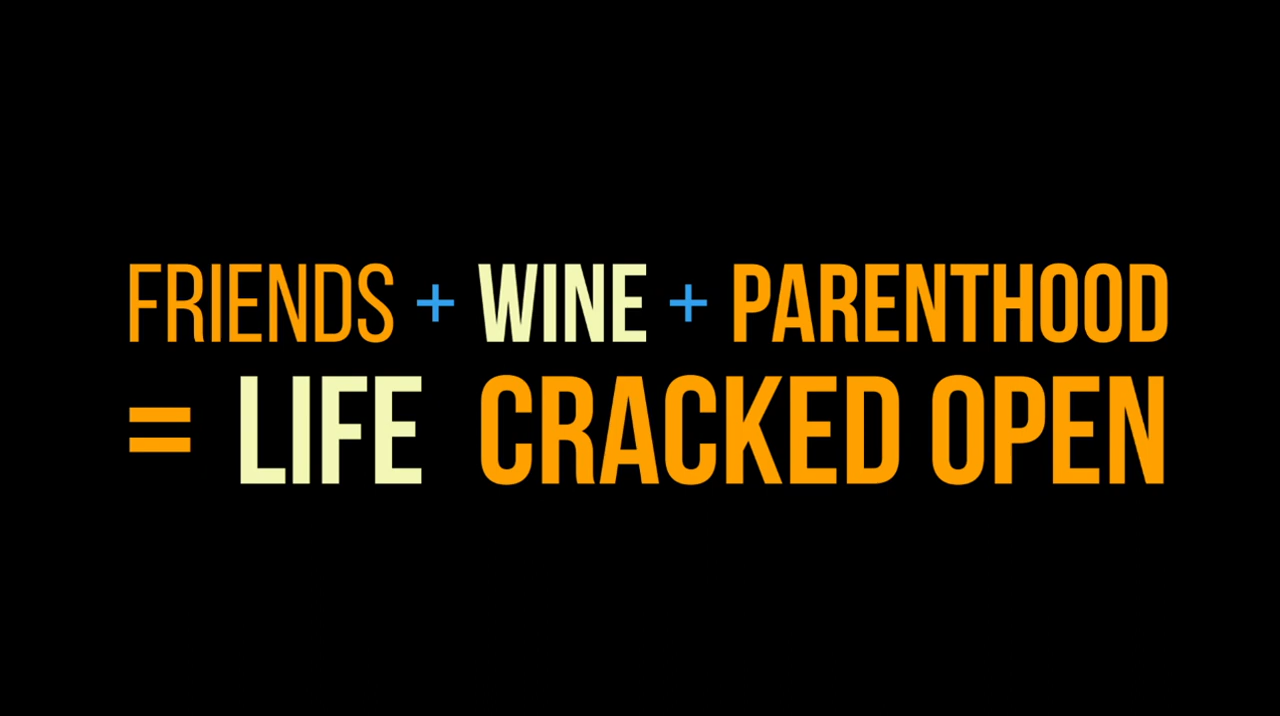 FRIENDS + WINE + PARENTHOOD
= LIFE CRACKED OPEN